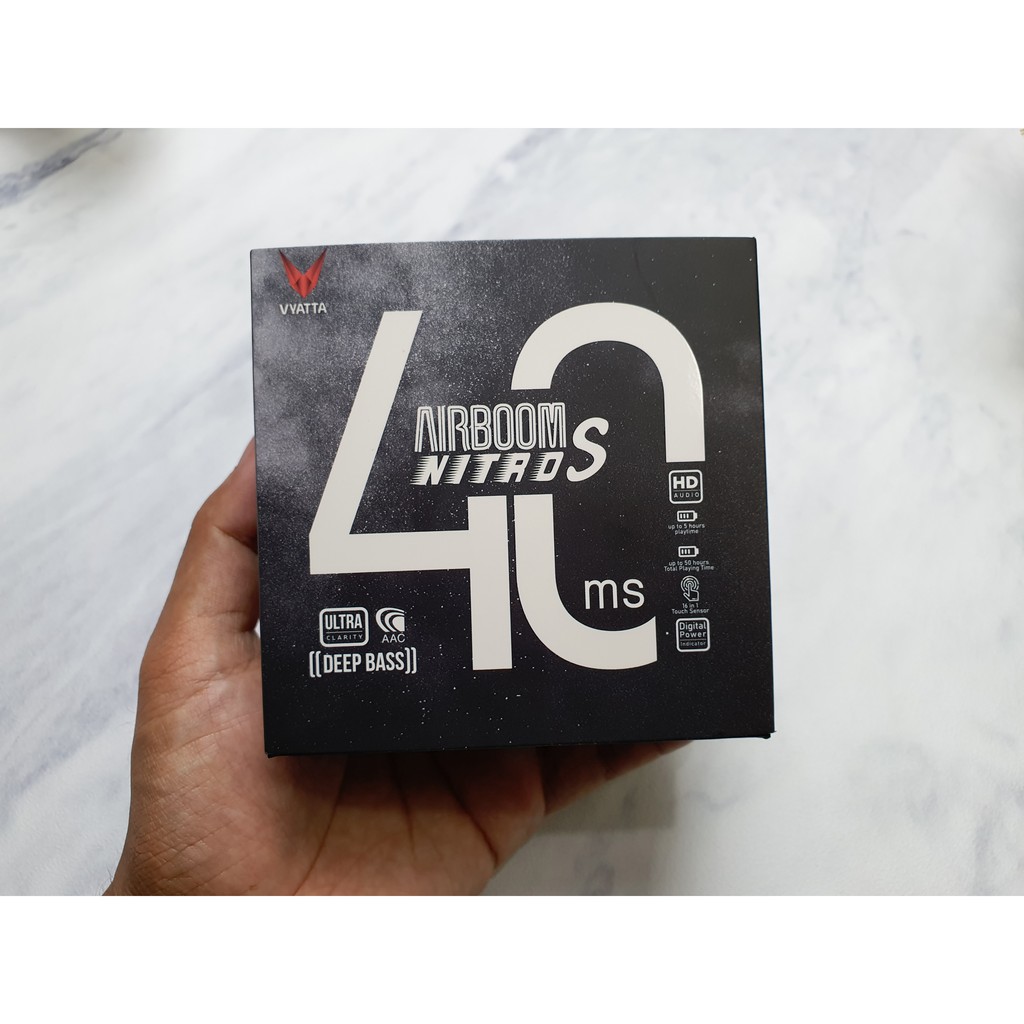 VYATTA
40
AIRBOOM
NITRO S
ms
HD
AUDIO
up to 5 hours
playtime
up to 50 hours
Total Playing Time
16 in 1
Touch Sensor
Digital
Power
Indicator
ULTRA
CLARITY
AAC
[[DEEP BASS]]